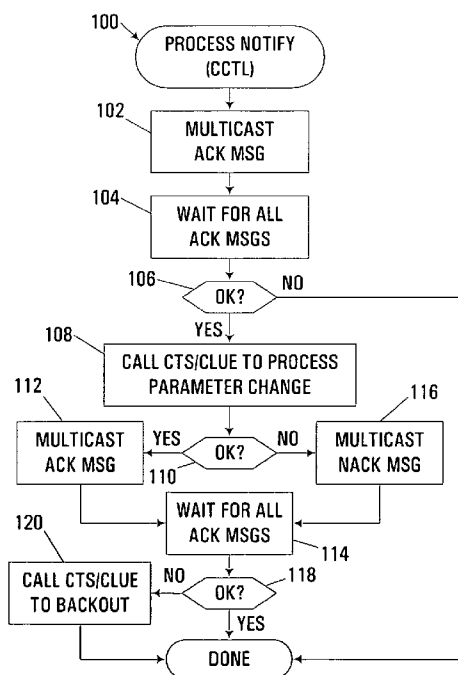 100
PROCESS NOTIFY
(CCTL)
102
MULTICAST
ACK MSG
104
WAIT FOR ALL
ACK MSGS
106
OK?
NO
YES
108
CALL CTS/CLUE TO PROCESS
PARAMETER CHANGE
112
116
MULTICAST
ACK MSG
YES
OK?
NO
MULTICAST
NACK MSG
110
WAIT FOR ALL
ACK MSGS
114
120
118
CALL CTS/CLUE
TO BACKOUT
NO
OK?
YES
DONE